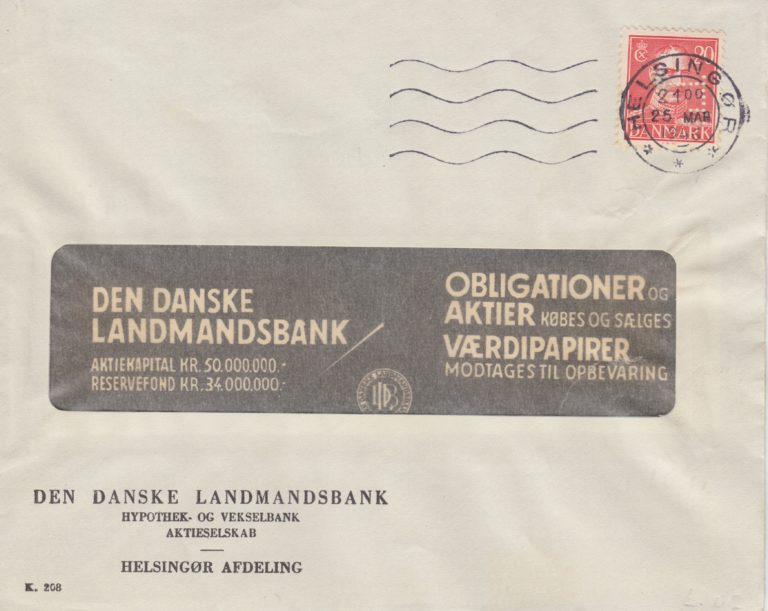 20
DANMARK
HELSINGØR
2400
25 MAR
DEN DANSKE
LANDMANDSBANK
AKTIEKAPITAL KR. 50.000.000.-
RESERVEFOND KR. 34.000.000.-
OBLIGATIONER OG
AKTIER KØBES OG SÆLGES
VÆRDIPAPIRER
MODTAGES TIL OPBEVARING
DEN DANSKE LANDMANDSBANK
HYPOTHEK- OG VEKSELBANK
AKTIESELSKAB
HELSINGØR AFDELING
K. 208